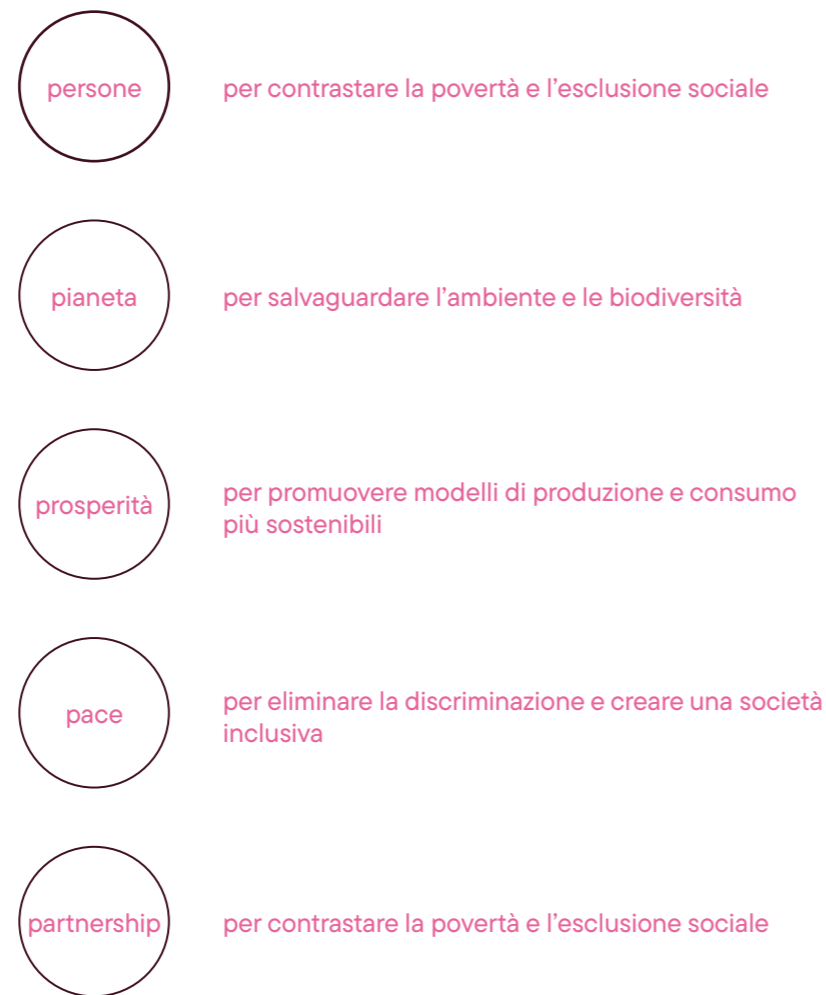 persone
per contrastare la povertà e l’esclusione sociale
pianeta
per salvaguardare l’ambiente e le biodiversità
prosperità
per promuovere modelli di produzione e consumo
più sostenibili
pace
per eliminare la discriminazione e creare una società
inclusiva
partnership
per contrastare la povertà e l’esclusione sociale